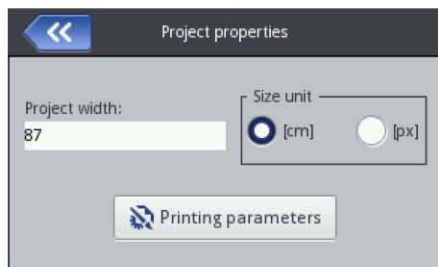 Project properties
Project width:
87
Size unit
[cm]
[px]
Printing parameters